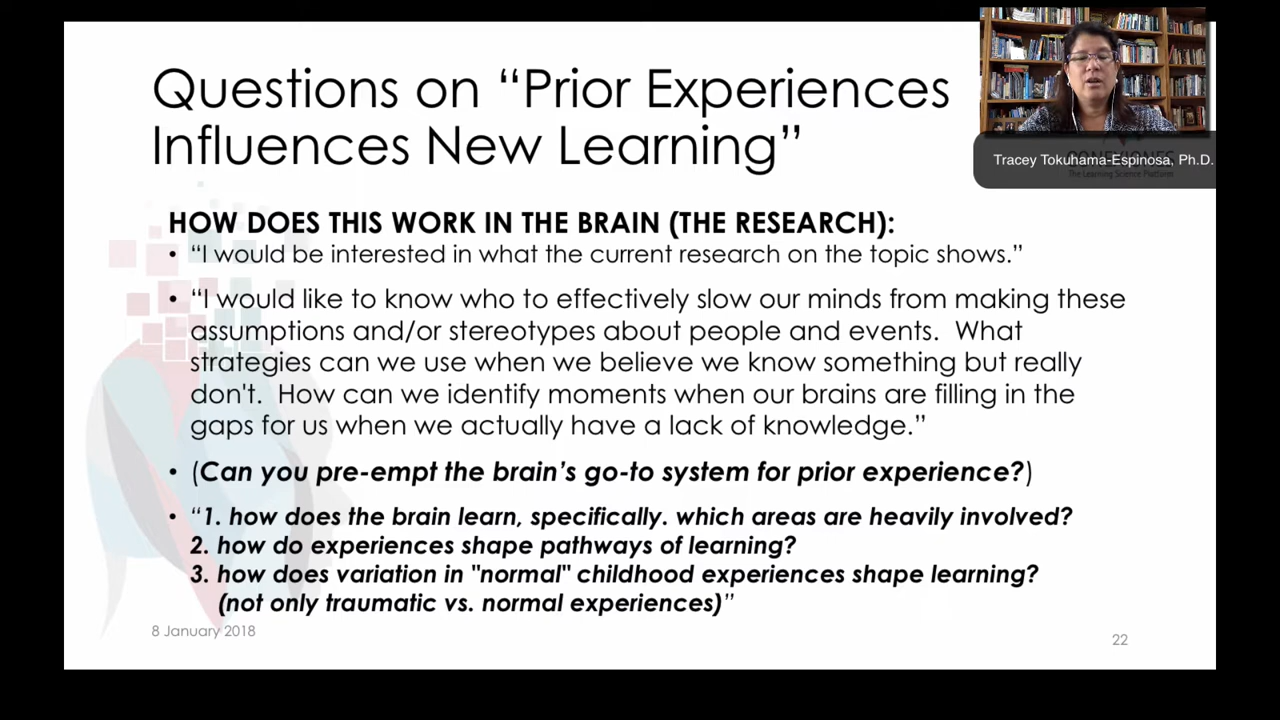 Questions on “Prior Experiences
Influences New Learning”
Tracey Tokuhama-Espinosa, Ph.D.
CONEXIONES
The Learning Science Platform
HOW DOES THIS WORK IN THE BRAIN (THE RESEARCH):
• “I would be interested in what the current research on the topic shows.”
• “I would like to know who to effectively slow our minds from making these
assumptions and/or stereotypes about people and events.  What
strategies can we use when we believe we know something but really
don't.  How can we identify moments when our brains are filling in the
gaps for us when we actually have a lack of knowledge.”
• (Can you pre-empt the brain’s go-to system for prior experience?)
• “1. how does the brain learn, specifically. which areas are heavily involved?
2. how do experiences shape pathways of learning?
3. how does variation in "normal" childhood experiences shape learning?
(not only traumatic vs. normal experiences)”
8 January 2018
22